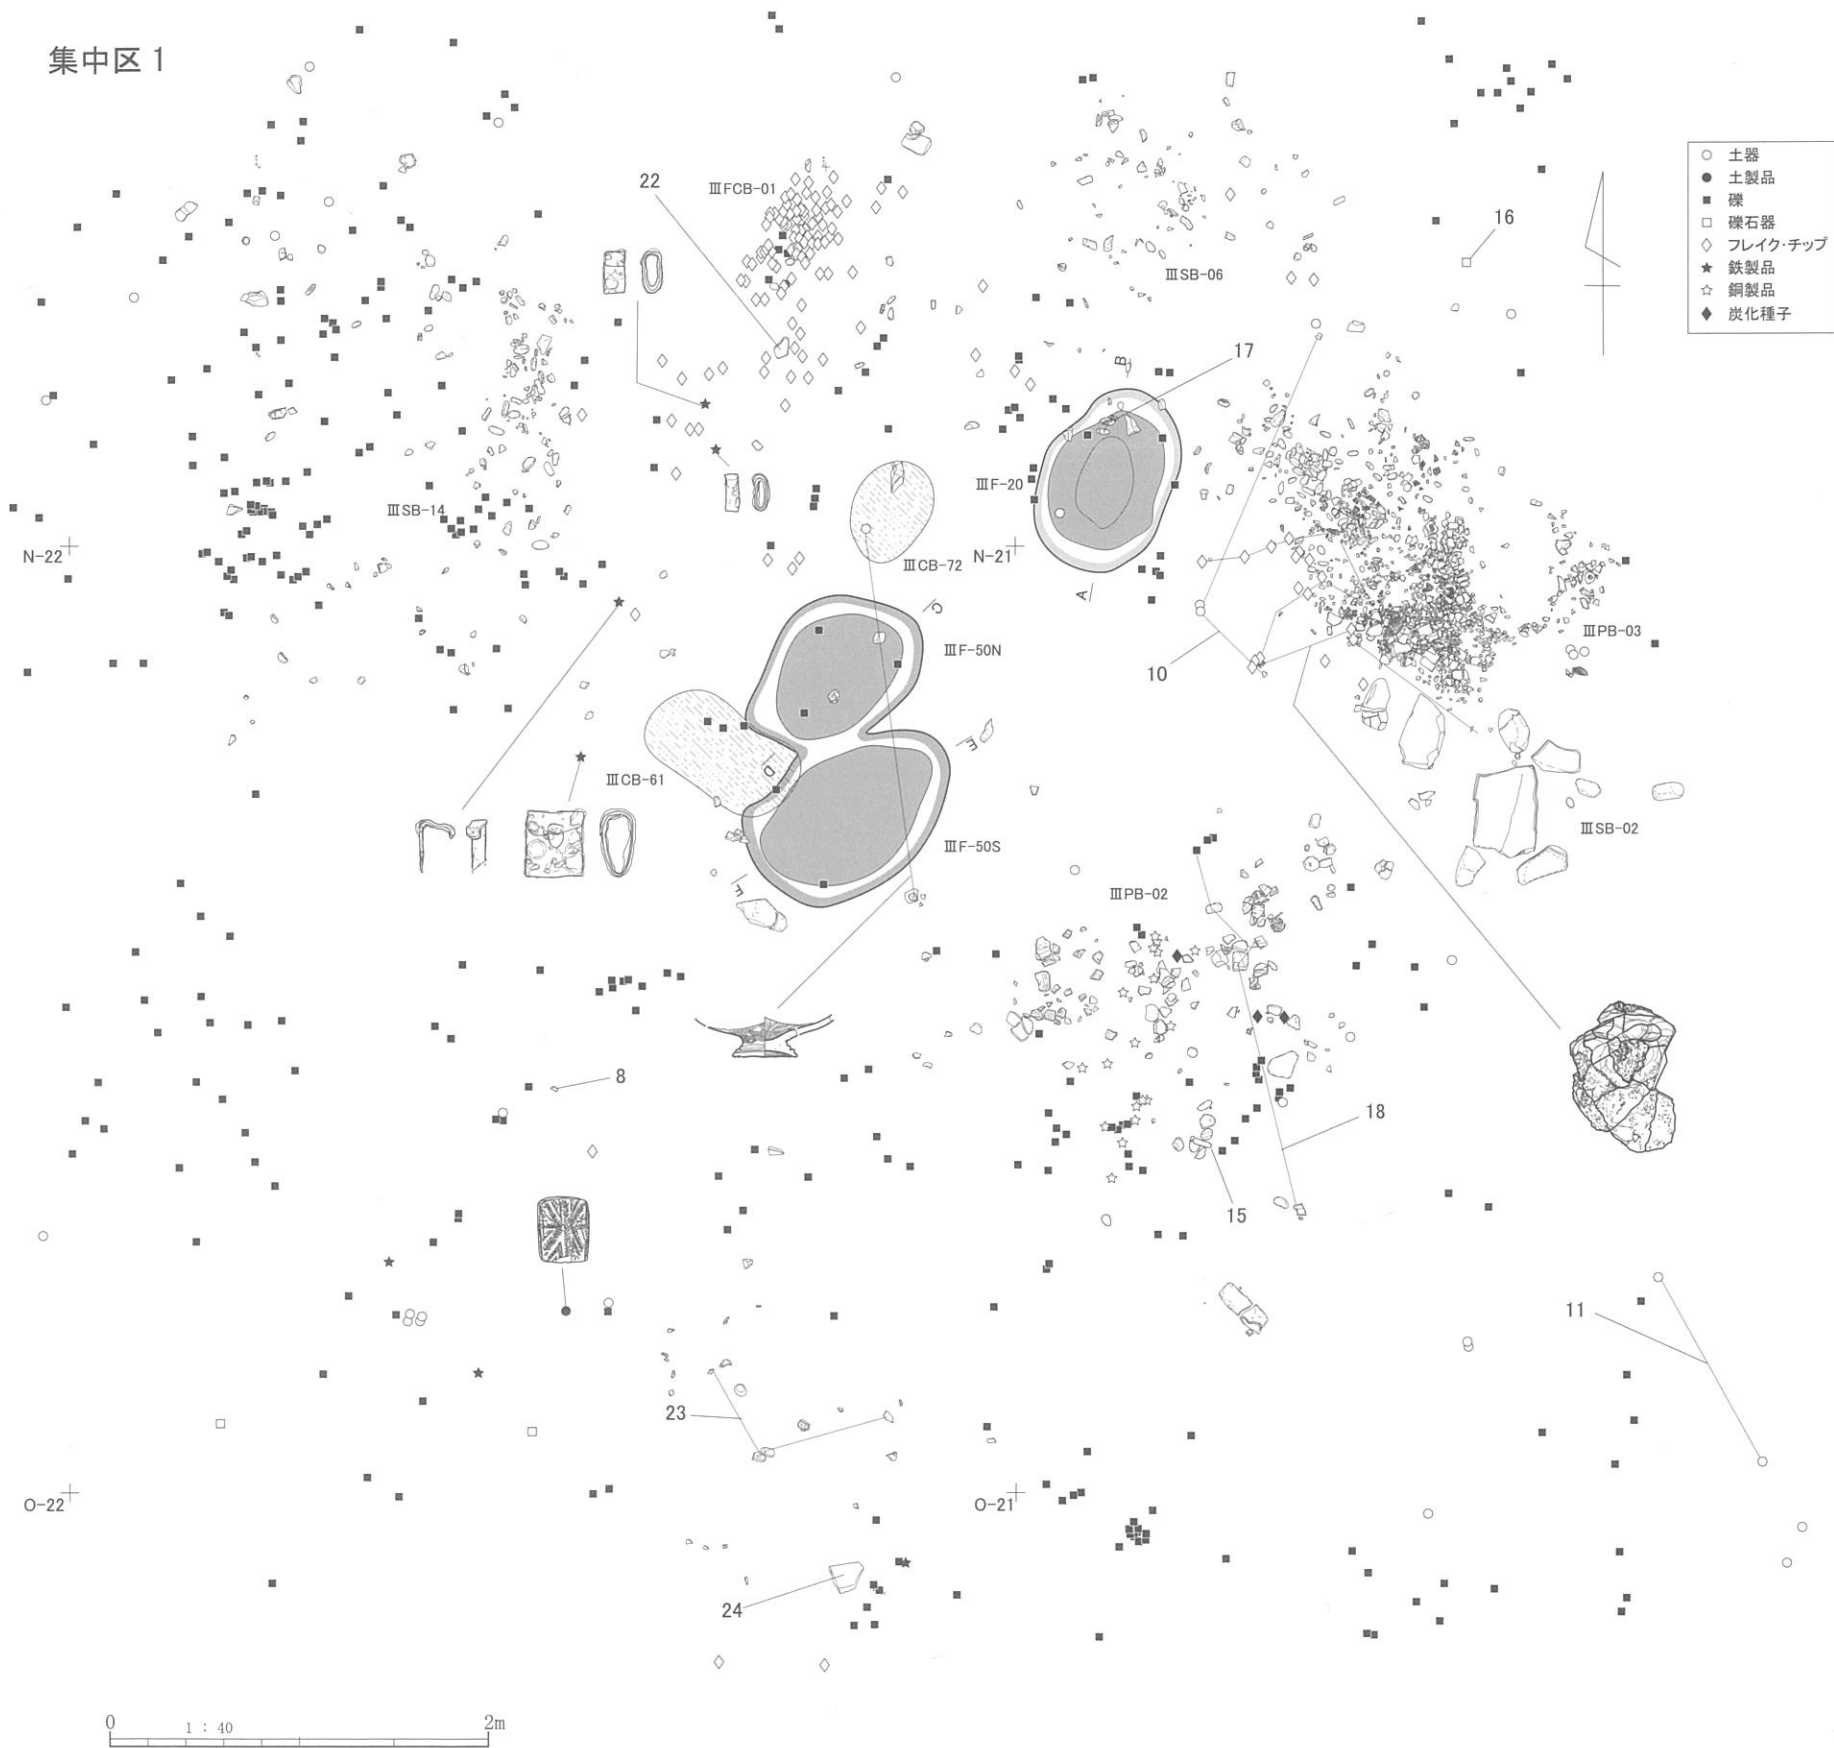 集中区 1
○ 土器
● 土製品
■ 礫
□ 礫石器
◇ フレイク・チップ
★ 鉄製品
☆ 銅製品
◆ 炭化種子
22
ⅢFCB-01
16
ⅢSB-06
17
B
ⅢF-20
ⅢSB-14
N-22
ⅢCB-72
N-21
A
C
ⅢF-50N
ⅢPB-03
10
E
D
ⅢCB-61
ⅢSB-02
ⅢF-50S
F
ⅢPB-02
8
18
15
11
23
O-22
O-21
24
0 1 : 40 2m